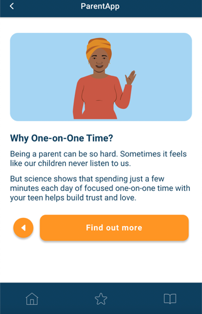 ParentApp
Why One-on-One Time?
Being a parent can be so hard. Sometimes it feels
like our children never listen to us.
But science shows that spending just a few
minutes each day of focused one-on-one time with
your teen helps build trust and love.
Find out more